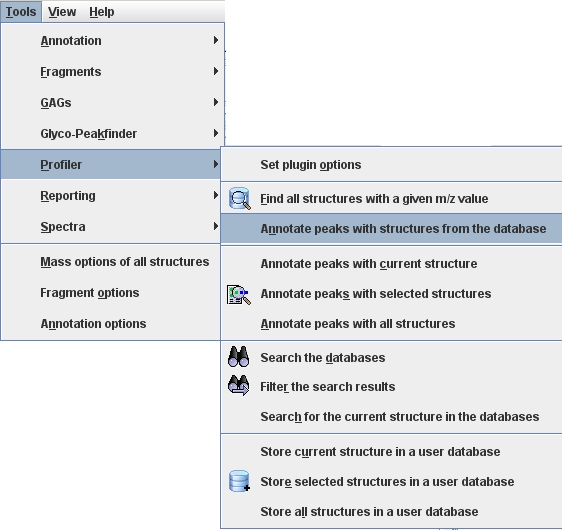 Tools View Help
Annotation
Fragments
GAGs
Glyco-Peakfinder
Profiler
Reporting
Spectra
Mass options of all structures
Fragment options
Annotation options
Set plugin options
Find all structures with a given m/z value
Annotate peaks with structures from the database
Annotate peaks with current structure
Annotate peaks with selected structures
Annotate peaks with all structures
Search the databases
Filter the search results
Search for the current structure in the databases
Store current structure in a user database
Store selected structures in a user database
Store all structures in a user database